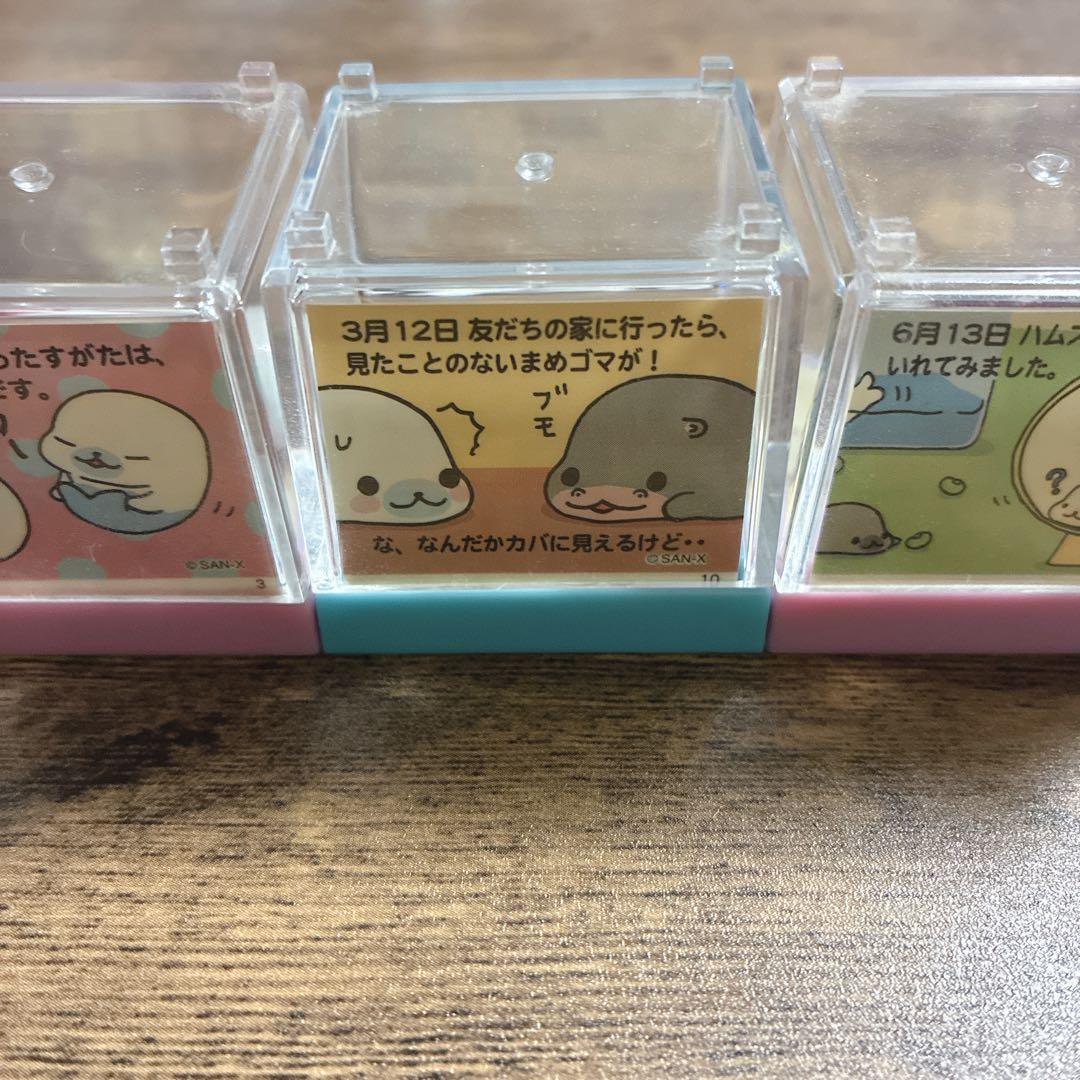 ったすがたは、
です。
©SAN-X
3
3月12日 友だちの家に行ったら、
見たことのないまめゴマが!
ブモ
な、なんだかカバに見えるけど・・
©SAN-X
10
6月13日 ハムス
いれてみました。
?